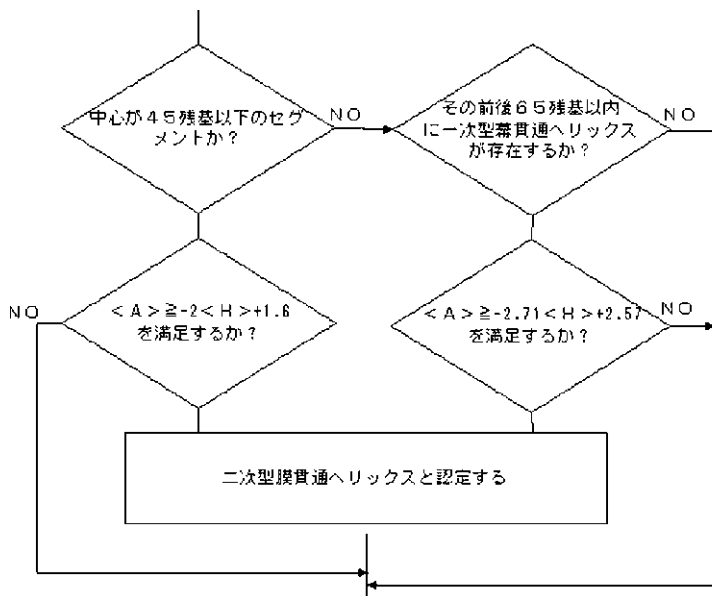 中心が４５残基以下のセグ
メントか？
NO
その前後６５残基以内
に一次型幕貫通ヘリックス
が存在するか？
NO
NO
＜Ａ＞≧-2＜Ｈ＞+1.6
を満足するか？
＜Ａ＞≧-2.71＜Ｈ＞+2.57
を満足するか？
NO
二次型膜貫通ヘリックスと認定する